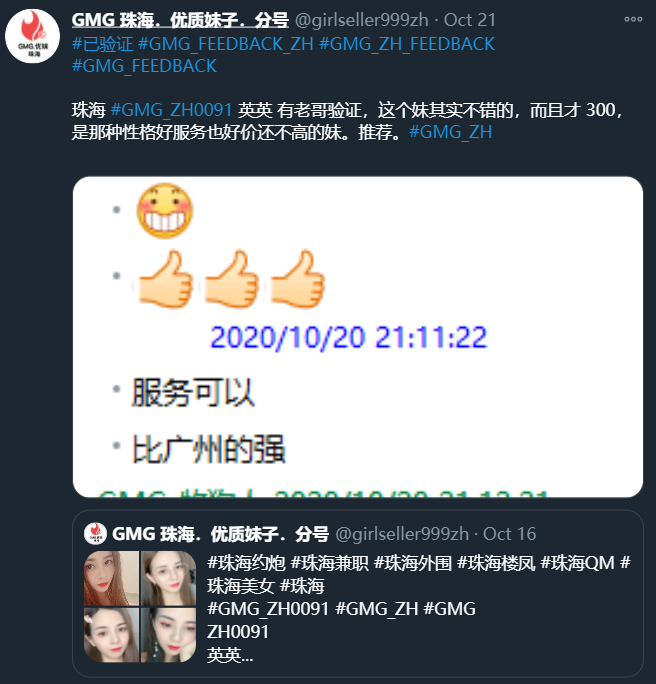 GMG 珠海．优质妹子．分号 @girlseller999zh · Oct 21
#已验证 #GMG_FEEDBACK_ZH #GMG_ZH_FEEDBACK
#GMG_FEEDBACK
珠海 #GMG_ZH0091 英英 有老哥验证，这个妹其实不错的，而且才 300，
是那种性格好服务也好价还不高的妹。推荐。#GMG_ZH
2020/10/20 21:11:22
服务可以
比广州的强
GMG 珠海．优质妹子．分号 @girlseller999zh · Oct 16
#珠海约炮 #珠海兼职 #珠海外围 #珠海楼凤 #珠海QM #
珠海美女 #珠海
#GMG_ZH0091 #GMG_ZH #GMG
ZH0091
英英...
GMG.优妹
珠海